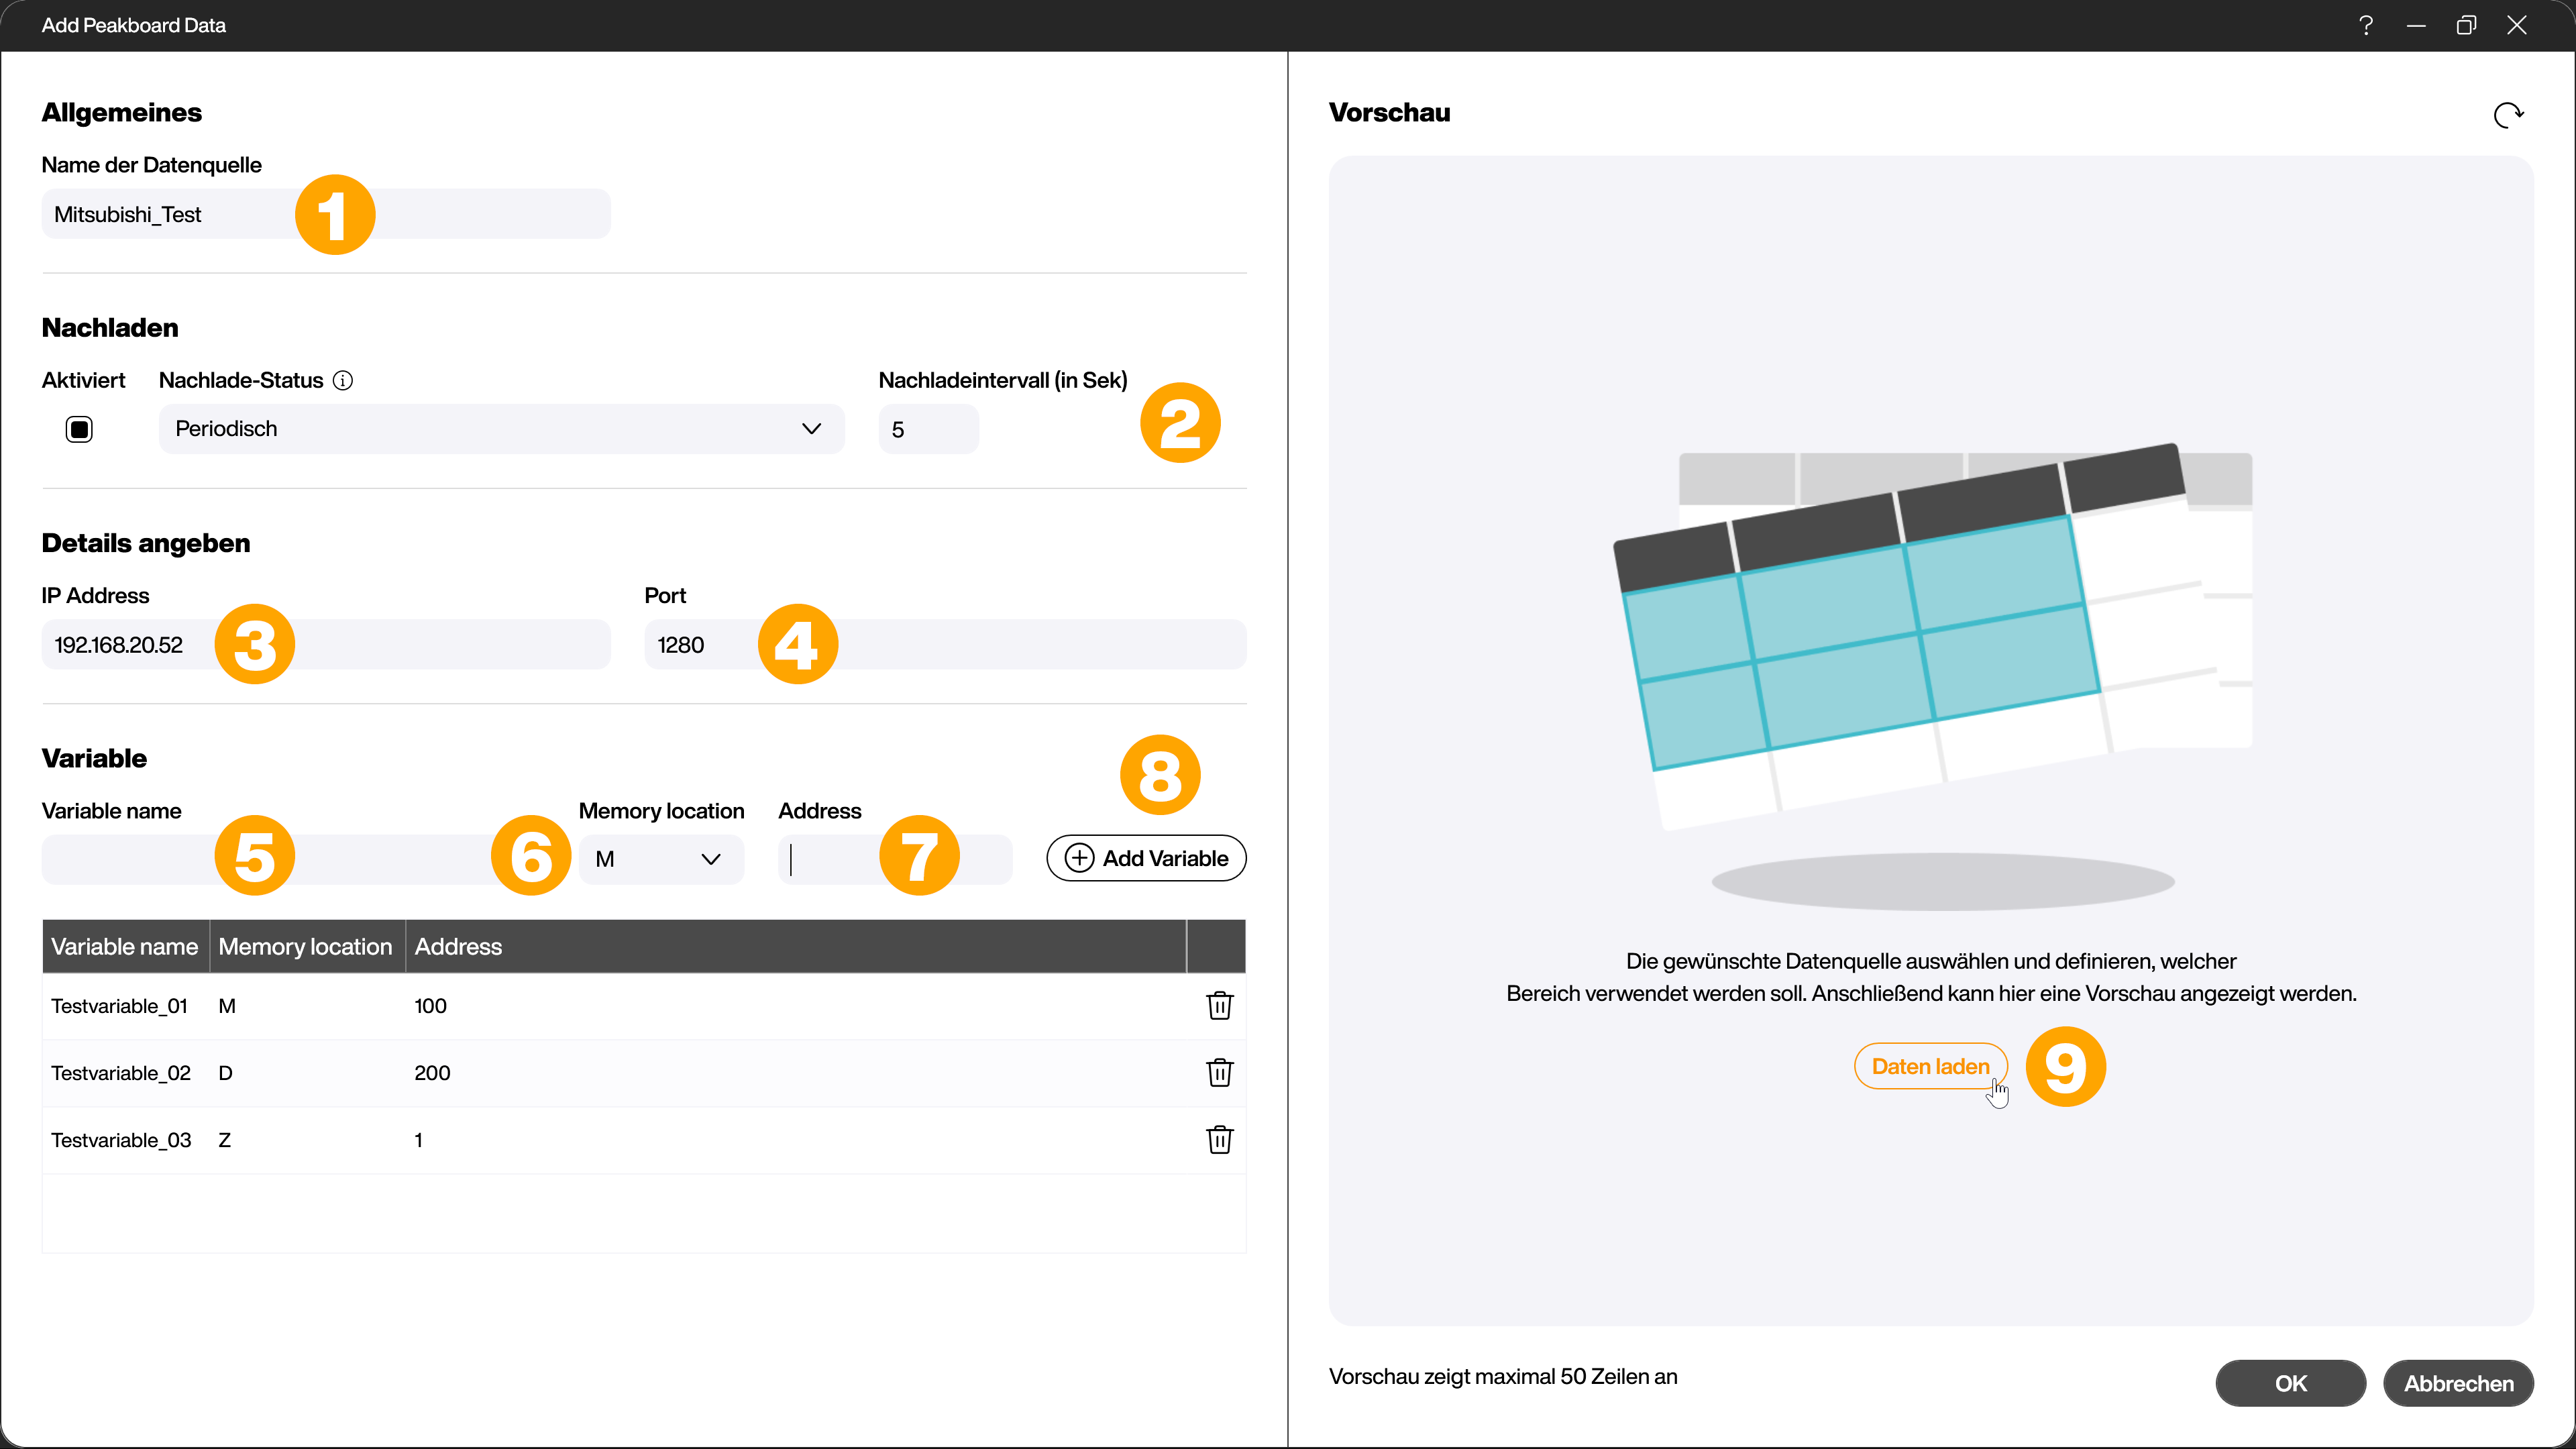 Add Peakboard Data
?
Allgemeines
Name der Datenquelle
Mitsubishi_Test
1
Nachladen
Aktiviert
Nachlade-Status
Nachladeintervall (in Sek)
Periodisch
5
2
Details angeben
IP Address
Port
192.168.20.52
3
1280
4
Variable
8
Variable name
Memory location
Address
5
6
M
7
Add Variable
Variable name
Memory location
Address
Testvariable_01
M
100
Testvariable_02
D
200
Testvariable_03
Z
1
Vorschau
Die gewünschte Datenquelle auswählen und definieren, welcher
Bereich verwendet werden soll. Anschließend kann hier eine Vorschau angezeigt werden.
Daten laden
9
Vorschau zeigt maximal 50 Zeilen an
OK
Abbrechen